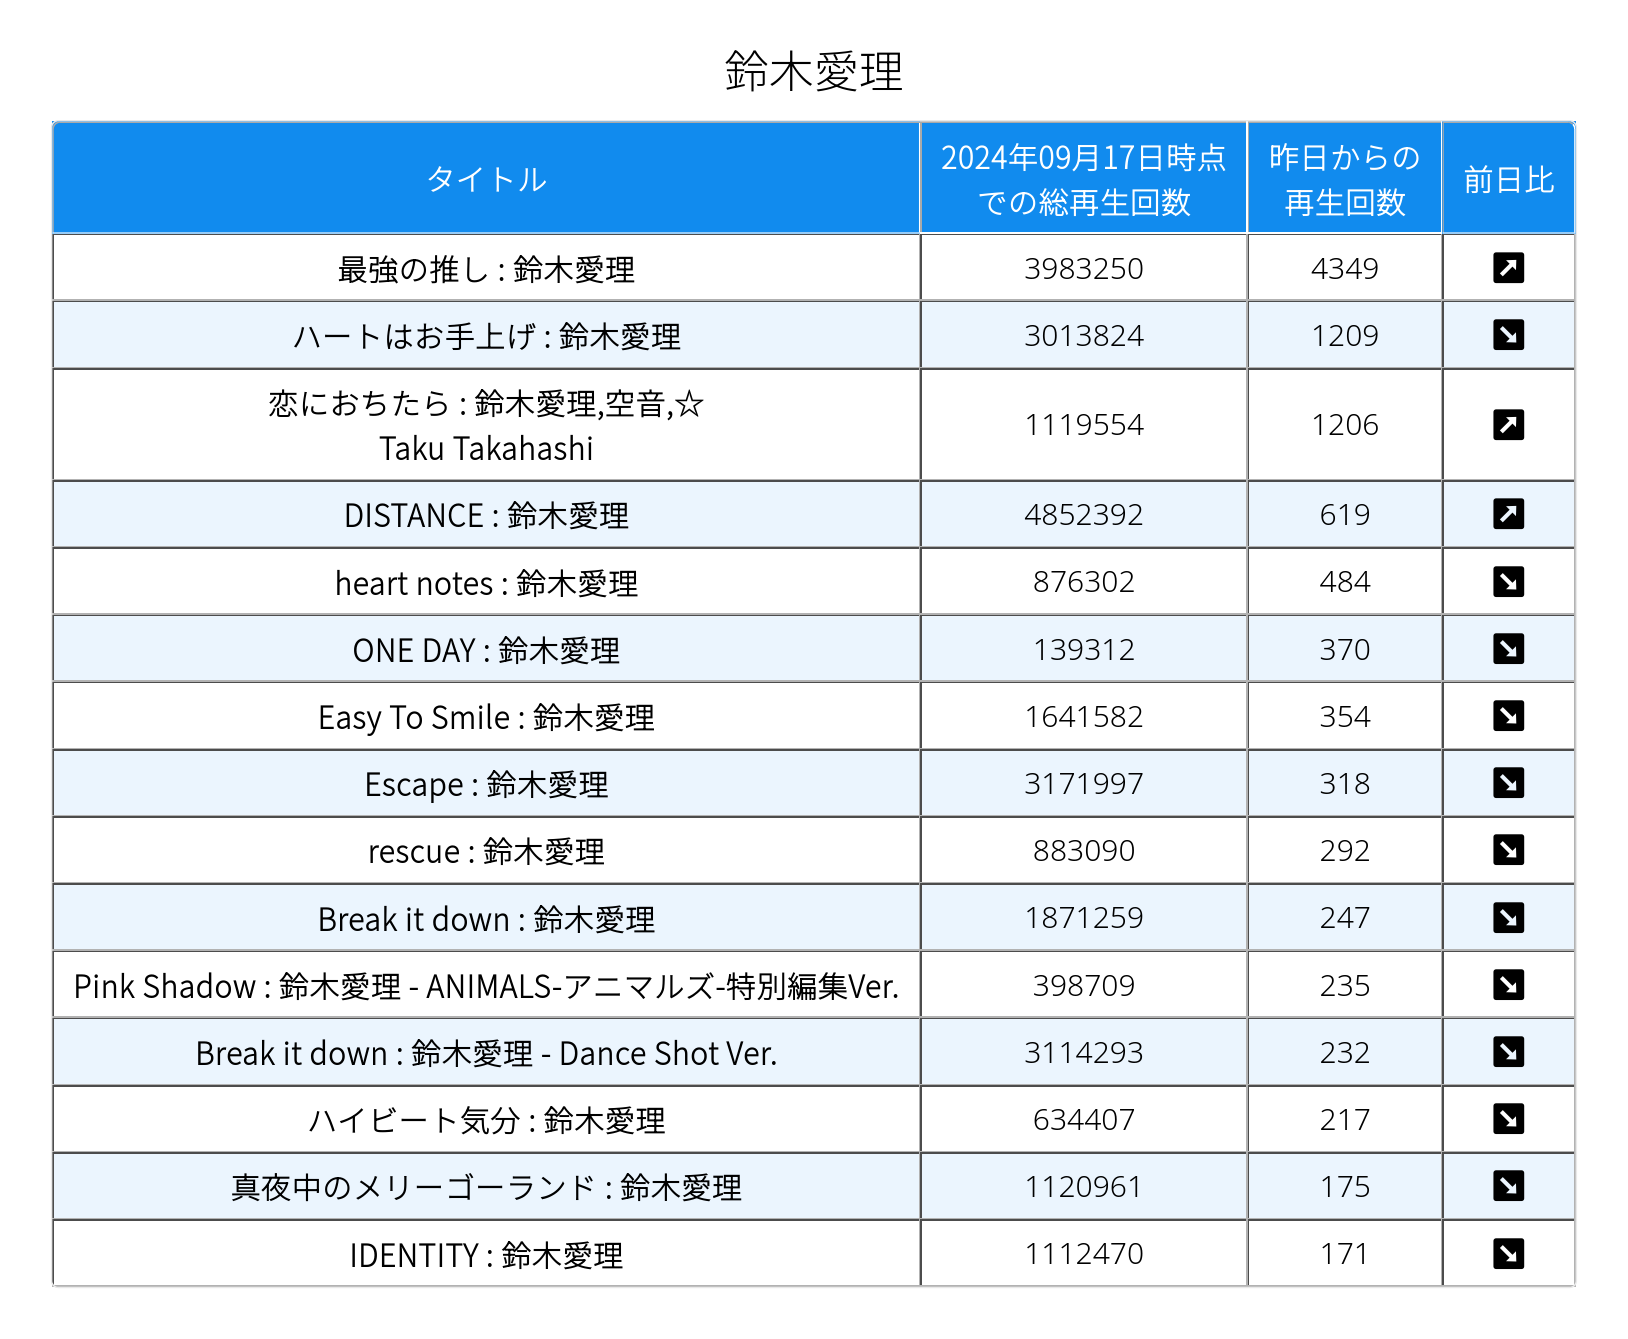 鈴木愛理
タイトル
2024年09月17日時点
での総再生回数
昨日からの
再生回数
前日比
最強の推し : 鈴木愛理 3983250 4349 ↗
ハートはお手上げ : 鈴木愛理 3013824 1209 ↘
恋におちたら : 鈴木愛理,空音,☆
Taku Takahashi 1119554 1206 ↗
DISTANCE : 鈴木愛理 4852392 619 ↗
heart notes : 鈴木愛理 876302 484 ↘
ONE DAY : 鈴木愛理 139312 370 ↘
Easy To Smile : 鈴木愛理 1641582 354 ↘
Escape : 鈴木愛理 3171997 318 ↘
rescue : 鈴木愛理 883090 292 ↘
Break it down : 鈴木愛理 1871259 247 ↘
Pink Shadow : 鈴木愛理 - ANIMALS-アニマルズ-特別編集Ver. 398709 235 ↘
Break it down : 鈴木愛理 - Dance Shot Ver. 3114293 232 ↘
ハイビート気分 : 鈴木愛理 634407 217 ↘
真夜中のメリーゴーランド : 鈴木愛理 1120961 175 ↘
IDENTITY : 鈴木愛理 1112470 171 ↘